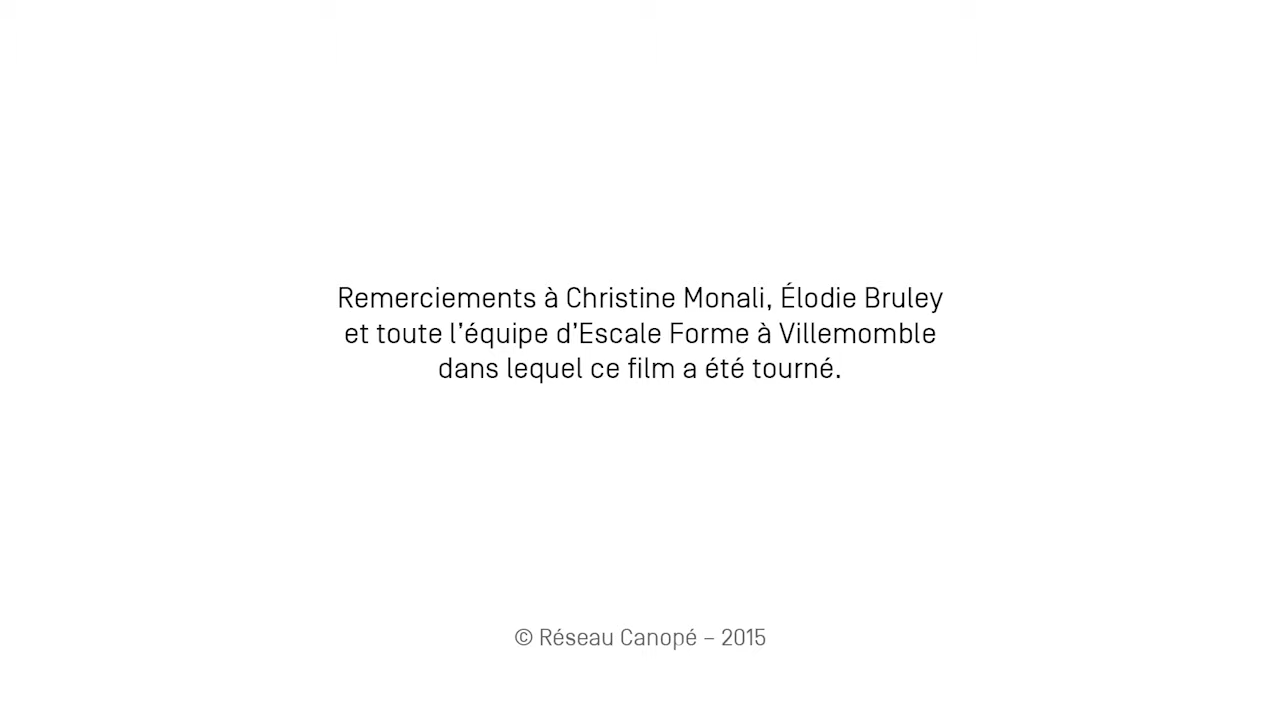 Remerciements à Christine Monali, Élodie Bruley
et toute l’équipe d’Escale Forme à Villemomble
dans lequel ce film a été tourné.
© Réseau Canopé – 2015